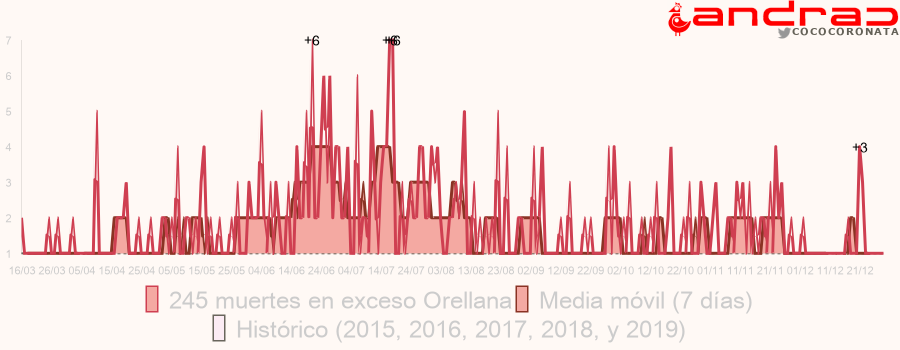 andrac
COCOCORONATA
7
+6
+6
+6
6
5
4
+3
3
2
1
16/03 26/03 05/04 15/04 25/04 05/05 15/05 25/05 04/06 14/06 24/06 04/07 14/07 24/07 03/08 13/08 23/08 02/09 12/09 22/09 02/10 12/10 22/10 01/11 11/11 21/11 01/12 11/12 21/12
245 muertes en exceso Orellana Media móvil (7 días)
Histórico (2015, 2016, 2017, 2018, y 2019)